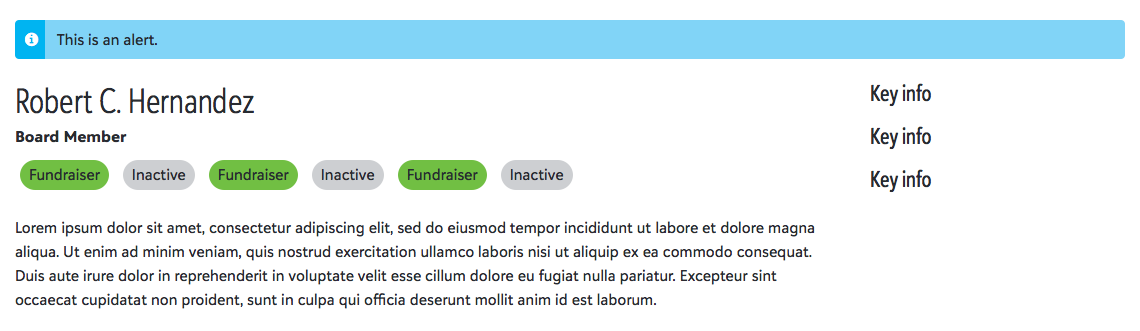 This is an alert.
Robert C. Hernandez
Board Member
Fundraiser Inactive Fundraiser Inactive Fundraiser Inactive
Lorem ipsum dolor sit amet, consectetur adipiscing elit, sed do eiusmod tempor incididunt ut labore et dolore magna
aliqua. Ut enim ad minim veniam, quis nostrud exercitation ullamco laboris nisi ut aliquip ex ea commodo consequat.
Duis aute irure dolor in reprehenderit in voluptate velit esse cillum dolore eu fugiat nulla pariatur. Excepteur sint
occaecat cupidatat non proident, sunt in culpa qui officia deserunt mollit anim id est laborum.
Key info
Key info
Key info